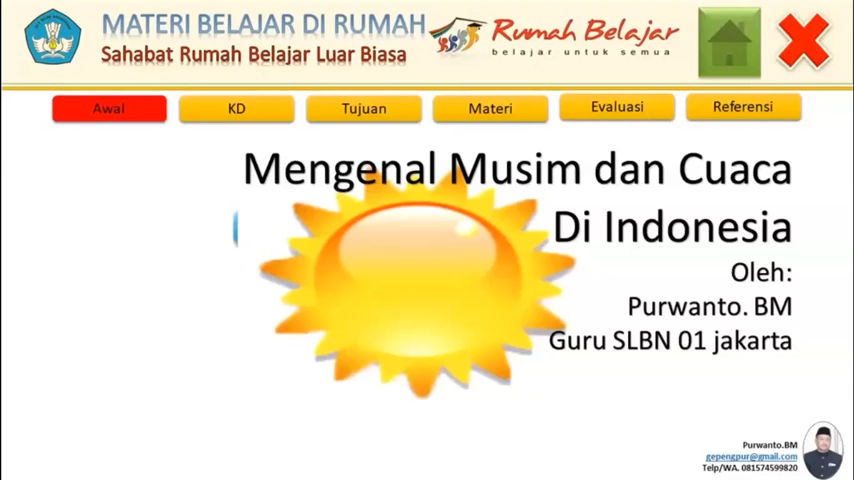 MATERI BELAJAR DI RUMAH
Sahabat Rumah Belajar Luar Biasa
Rumah Belajar
belajar untuk semua
Awal
KD
Tujuan
Materi
Evaluasi
Referensi
Mengenal Musim dan Cuaca
Di Indonesia
Oleh:
Purwanto. BM
Guru SLBN 01 jakarta
Purwanto.BM
gepengpur@gmail.com
Telp/WA. 081574599820